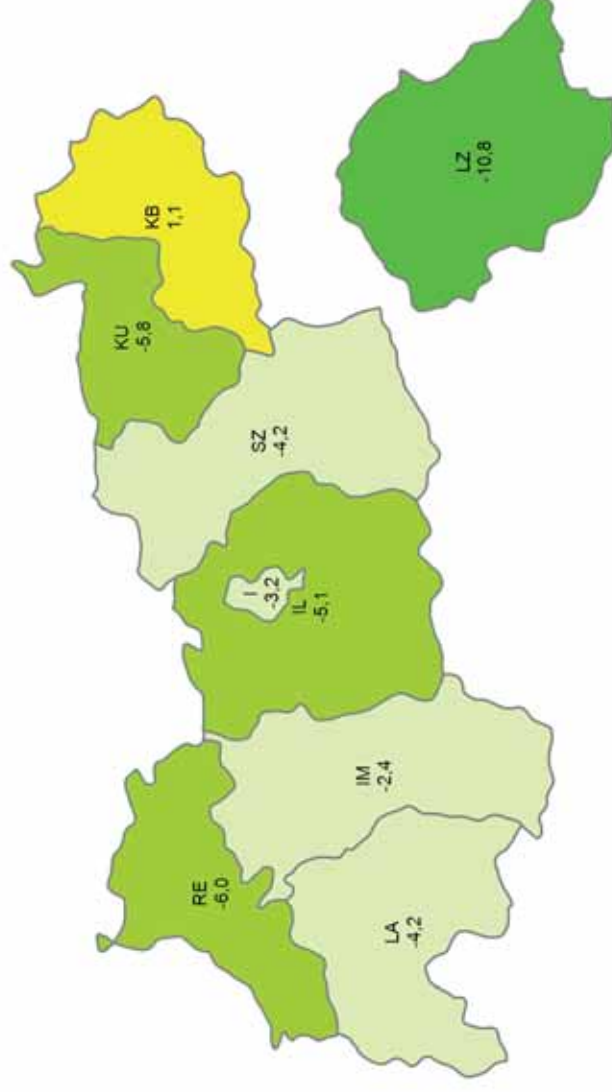 RE
-6,0
LA
-4,2
IM
-2,4
I
-3,2
IL
-5,1
SZ
-4,2
KU
-5,8
KB
1,1
LZ
-10,8